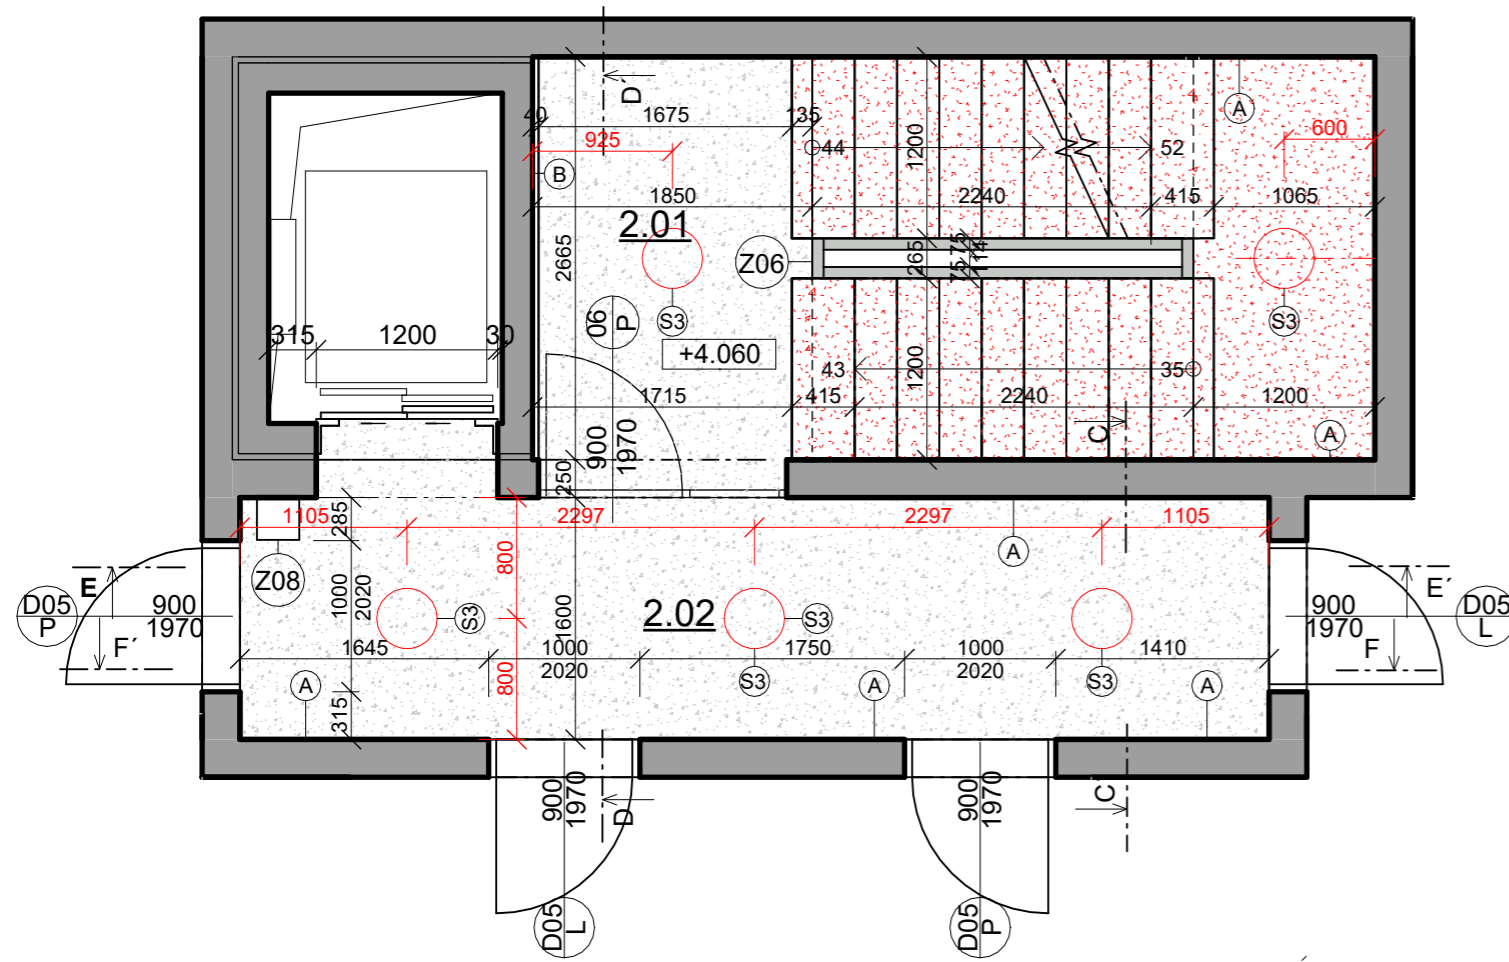 D´
40
1675
135
925
B
44
1200
52
A
600
1850
2240
415
1065
2.01
2665
Z06
265
75
75
114
06
P
S3
S3
+4.060
315
1200
30
43
1200
35
1715
415
2240
1200
900
1970
C
A
250
1105
2297
2297
1105
285
800
A
Z08
E
D05
P
900
1970
F´
1000
2020
S3
1600
2.02
S3
E´
900
1970
D05
L
F
1645
1000
2020
1750
1000
2020
1410
A
800
S3
A
S3
A
315
900
1970
D
900
1970
C´
D05
L
D05
P